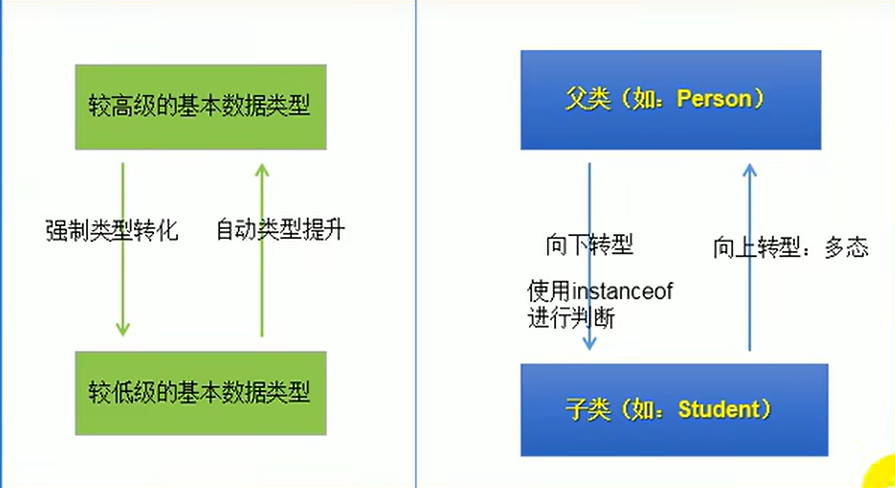 较高级的基本数据类型
强制类型转化
自动类型提升
较低级的基本数据类型
父类（如：Person）
向下转型
使用instanceof
进行判断
向上转型：多态
子类（如：Student）